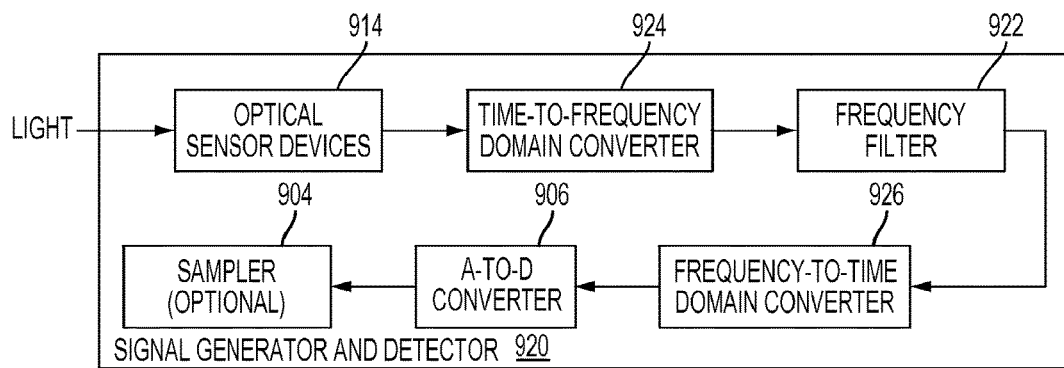 914
924
922
LIGHT
OPTICAL
SENSOR DEVICES
TIME-TO-FREQUENCY
DOMAIN CONVERTER
FREQUENCY
FILTER
904
906
926
SAMPLER
(OPTIONAL)
A-TO-D
CONVERTER
FREQUENCY-TO-TIME
DOMAIN CONVERTER
SIGNAL GENERATOR AND DETECTOR 920